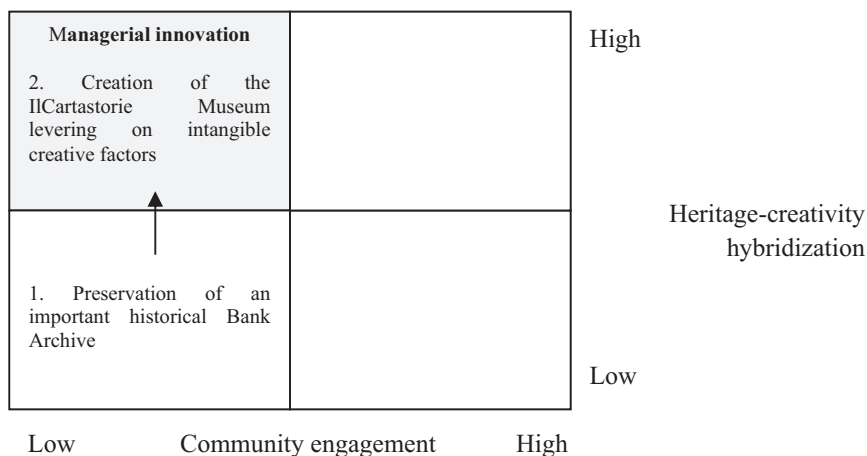 Managerial innovation
2. Creation of the
IlCartastorie Museum
levering on intangible
creative factors
High
Heritage-creativity
hybridization
1. Preservation of an
important historical Bank
Archive
Low
Low Community engagement High